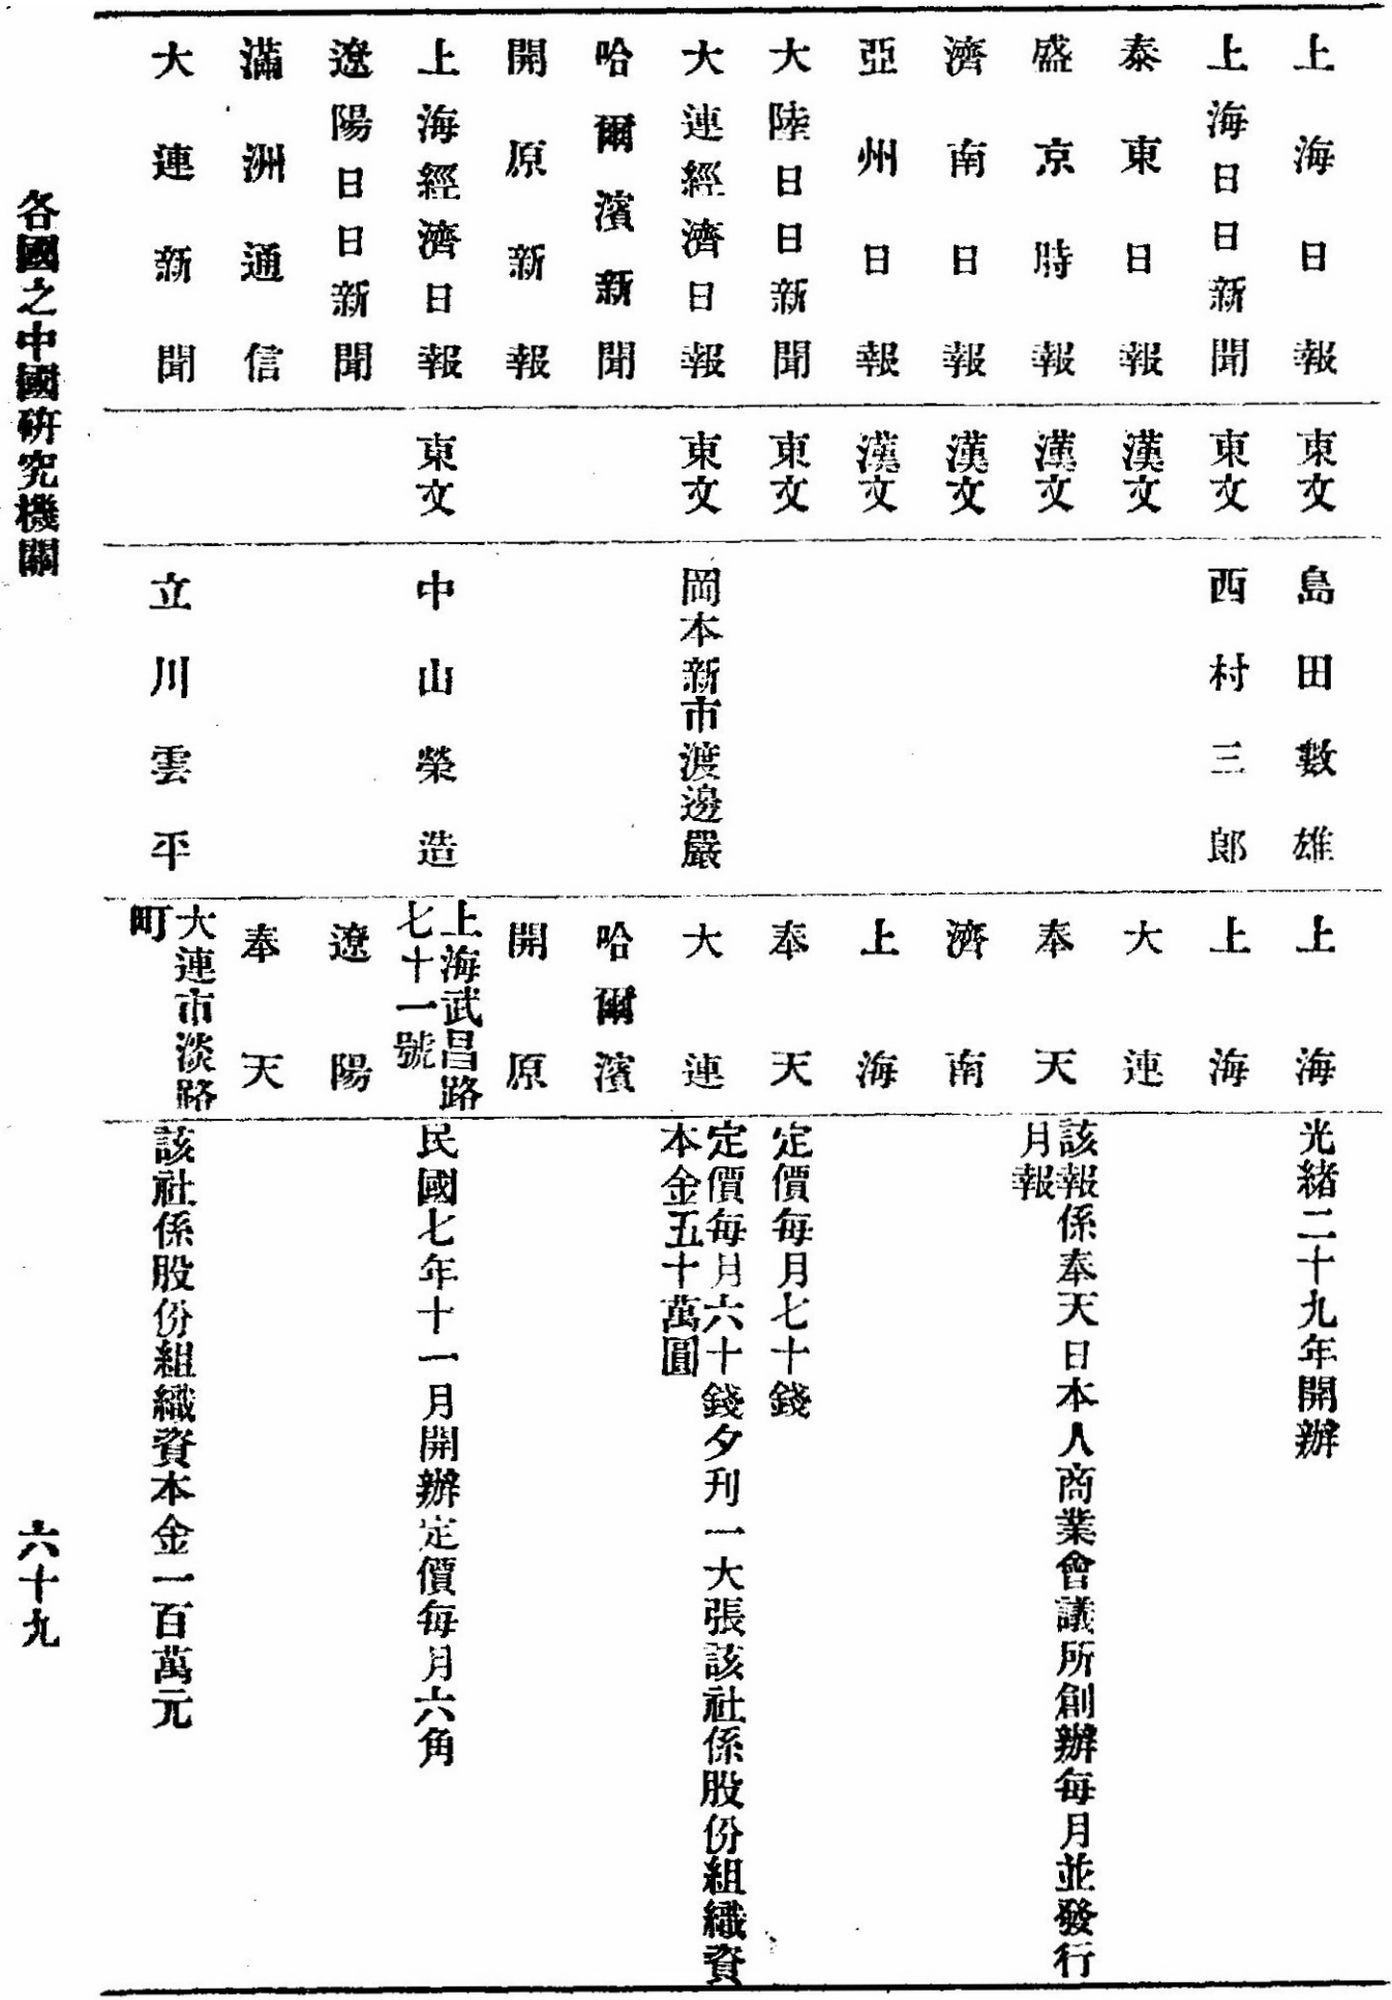 上海日報　東文　島田數雄　上海　光緒二十九年開辦
上海日日新聞　東文　西村三郎　上海
泰東日報　漢文　大連
盛京時報　漢文　奉天　該報係奉天日本人商業會議所創辦每月並發行月報
濟南日報　漢文　濟南
亞州日報　漢文　上海
大陸日日新聞　東文　奉天　定價每月七十錢
大連經濟日報　東文　岡本新市渡邊嚴　大連　定價每月六十錢夕刊一大張該社係股份組織資本金五十萬圓
哈爾濱新聞　哈爾濱
開原新報　開原
上海經濟日報　東文　中山榮造　上海武昌路七十一號　民國七年十一月開辦定價每月六角
遼陽日日新聞　遼陽
滿洲通信　奉天
大連新聞　立川雲平　大連市淡路町　該社係股份組織資本金一百萬元
各國之中國研究機關
六十九